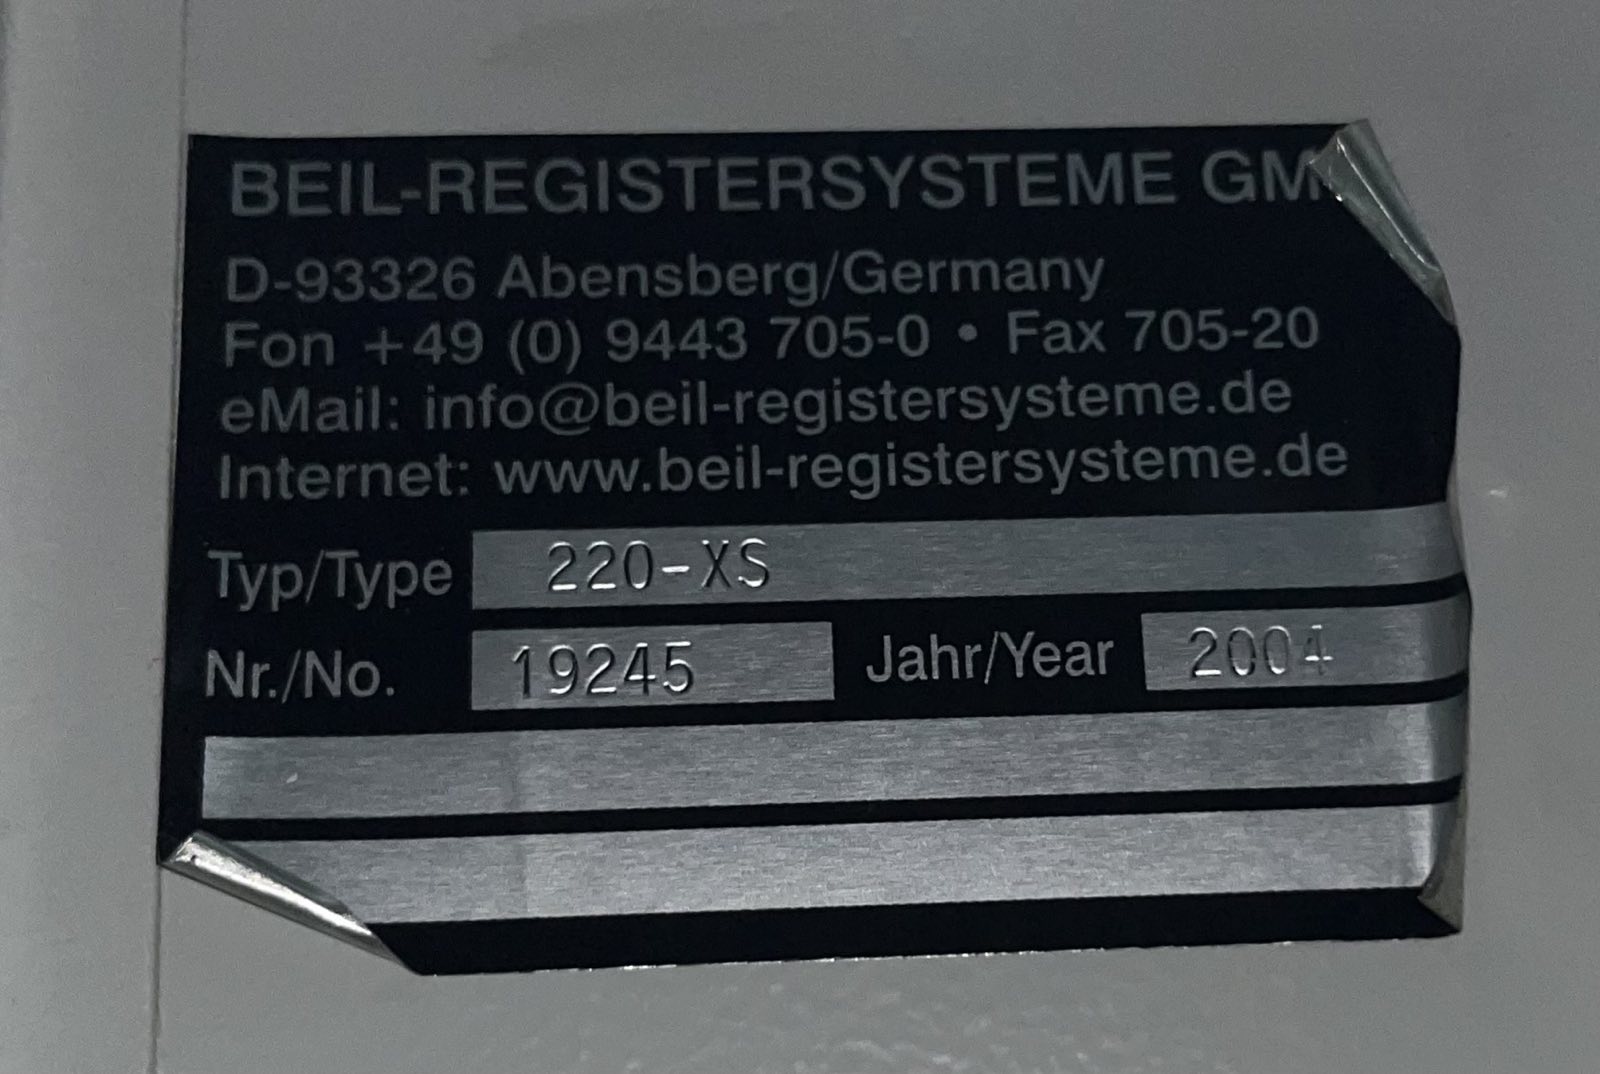 BEIL-REGISTERSYSTEME GM
D-93326 Abensberg/Germany
Fon +49 (0) 9443 705-0 • Fax 705-20
eMail: info@beil-registersysteme.de
Internet: www.beil-registersysteme.de
Typ/Type 220-XS
Nr./No. 19245 Jahr/Year 2004